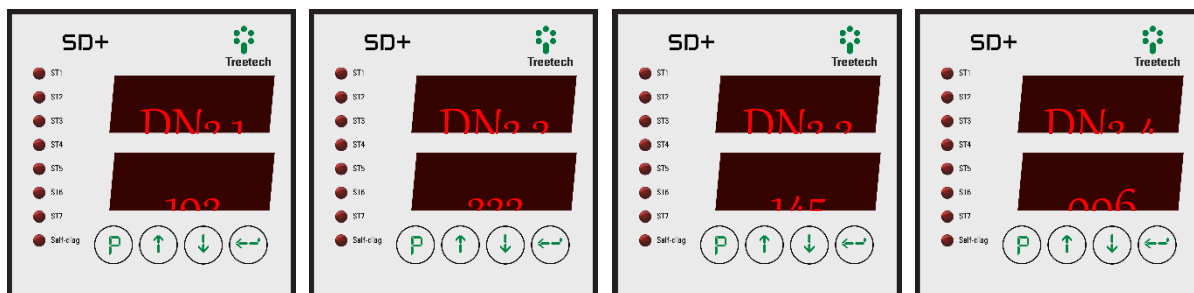 SD+
Treetech
ST1
ST2
ST3
ST4
ST5
ST6
ST7
Self-diag
P
SD+
Treetech
ST1
ST2
ST3
ST4
ST5
ST6
ST7
Self-diag
P
SD+
Treetech
ST1
ST2
ST3
ST4
145
ST5
ST6
ST7
Self-diag
P
SD+
Treetech
ST1
ST2
ST3
ST4
ST5
ST6
ST7
Self-diag
P